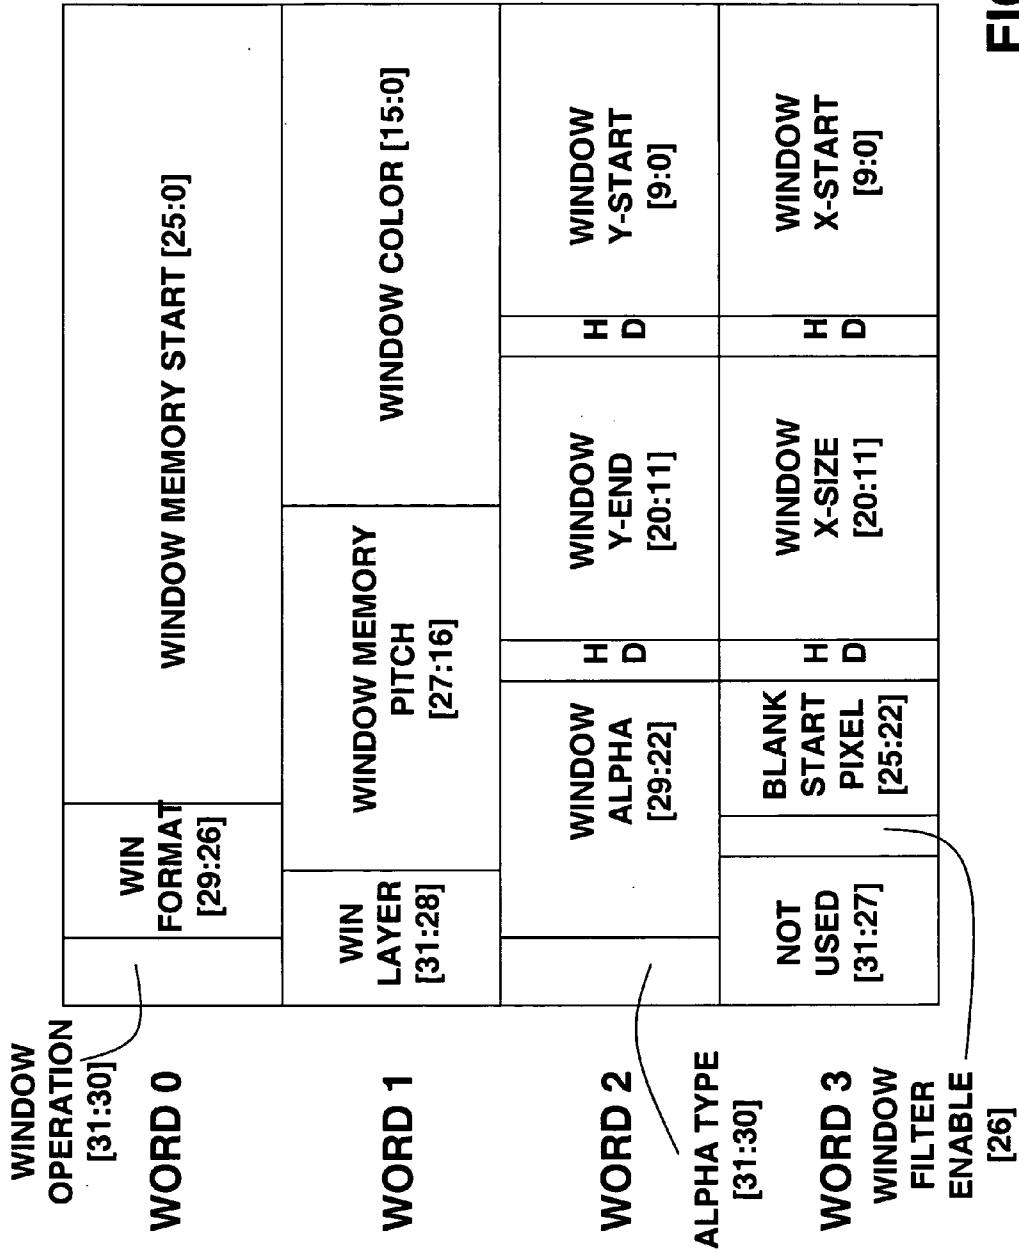 WINDOW
OPERATION
[31:30]
WORD 0
WIN
FORMAT
[29:26]
WINDOW MEMORY START [25:0]
WORD 1
WIN
LAYER
[31:28]
WINDOW MEMORY
PITCH
[27:16]
WINDOW COLOR [15:0]
WORD 2
ALPHA TYPE
[31:30]
WINDOW
ALPHA
[29:22]
H
D
WINDOW
Y-END
[20:11]
H
D
WINDOW
Y-START
[9:0]
WORD 3
WINDOW
FILTER
ENABLE
[26]
NOT
USED
[31:27]
BLANK
START
PIXEL
[25:22]
H
D
WINDOW
X-SIZE
[20:11]
H
D
WINDOW
X-START
[9:0]